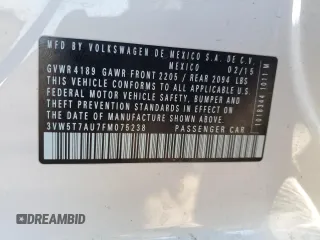 MFD BY VOLKSWAGEN DE MEXICO S.A. DE C.V.
MEXICO 02/15
GVWR4189 GAWR FRONT 2205 / REAR 2094 LBS
THIS VEHICLE CONFORMS TO ALL APPLICABLE U.S.
FEDERAL MOTOR VEHICLE SAFETY,
BUMPER AND THEFT PREVENTION STANDARDS IN EFFECT ON
THE DATE OF MANUFACTURE SHOWN ABOVE
3VW5T7AU7FM075238 PASSENGER CAR
DREAMBID